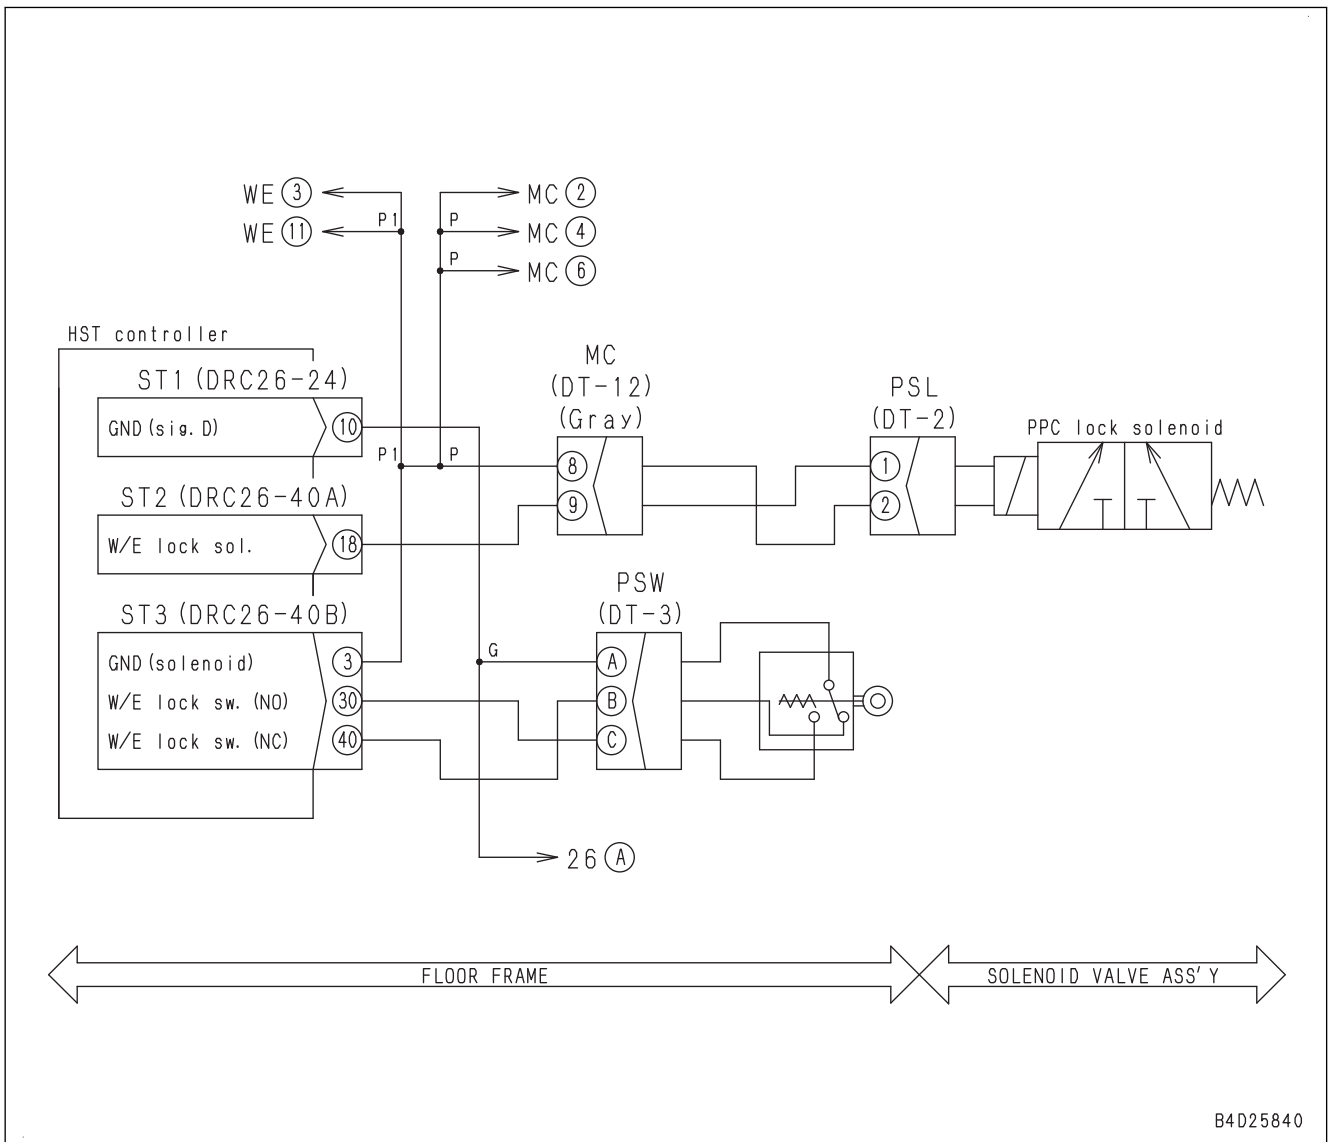 WE 3
MC 2
WE 11
P1
P
MC 4
P
MC 6
HST controller
ST1 (DRC26-24)
GND (sig. D)
10
MC
(DT-12)
(Gray)
PSL
(DT-2)
PPC lock solenoid
P1
P
8
9
1
2
ST2 (DRC26-40A)
W/E lock sol.
18
ST3 (DRC26-40B)
GND (solenoid)
3
W/E lock sw. (NO)
30
W/E lock sw. (NC)
40
PSW
(DT-3)
G
A
B
C
26 A
FLOOR FRAME
SOLENOID VALVE ASS'Y
B4D25840